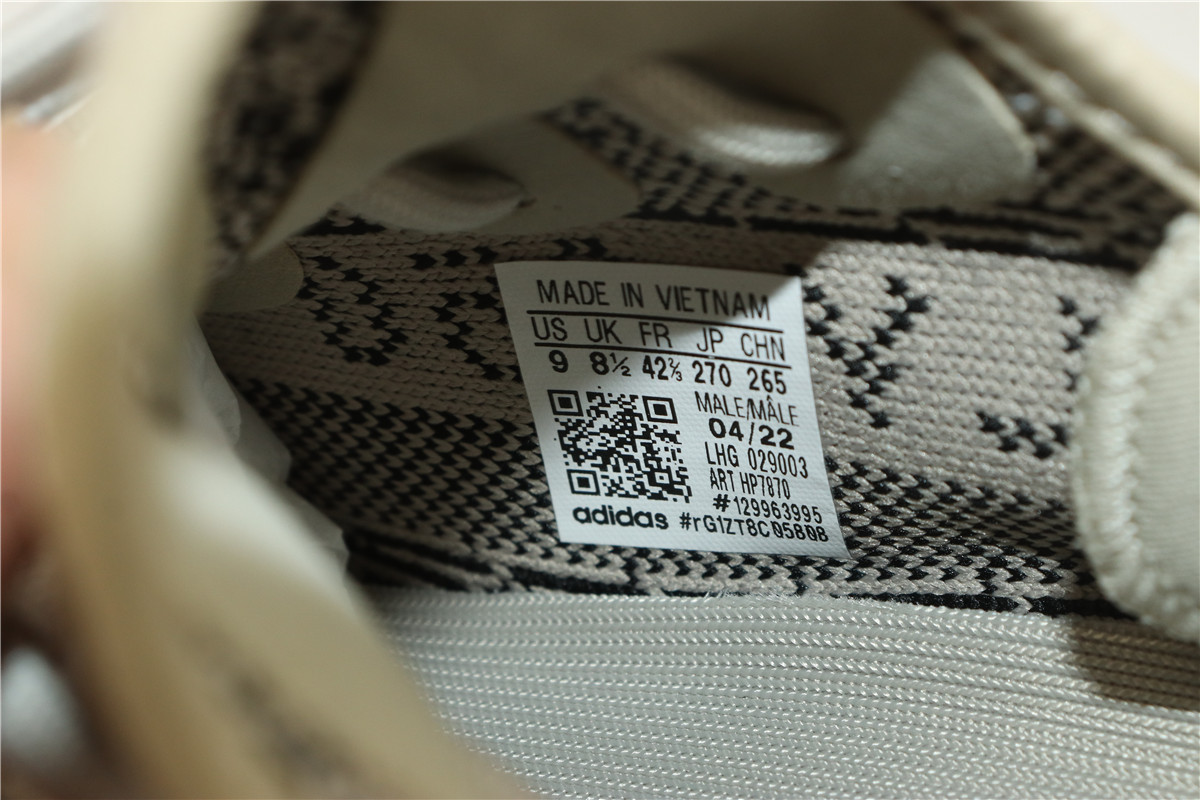 MADE IN VIETNAM
US UK FR JP CHN
9 8½ 42⅔ 270 265
MALE/MÂLE
04/22
LHG 029003
ART HP7870
#129963995
adidas #rG1ZT8C05808